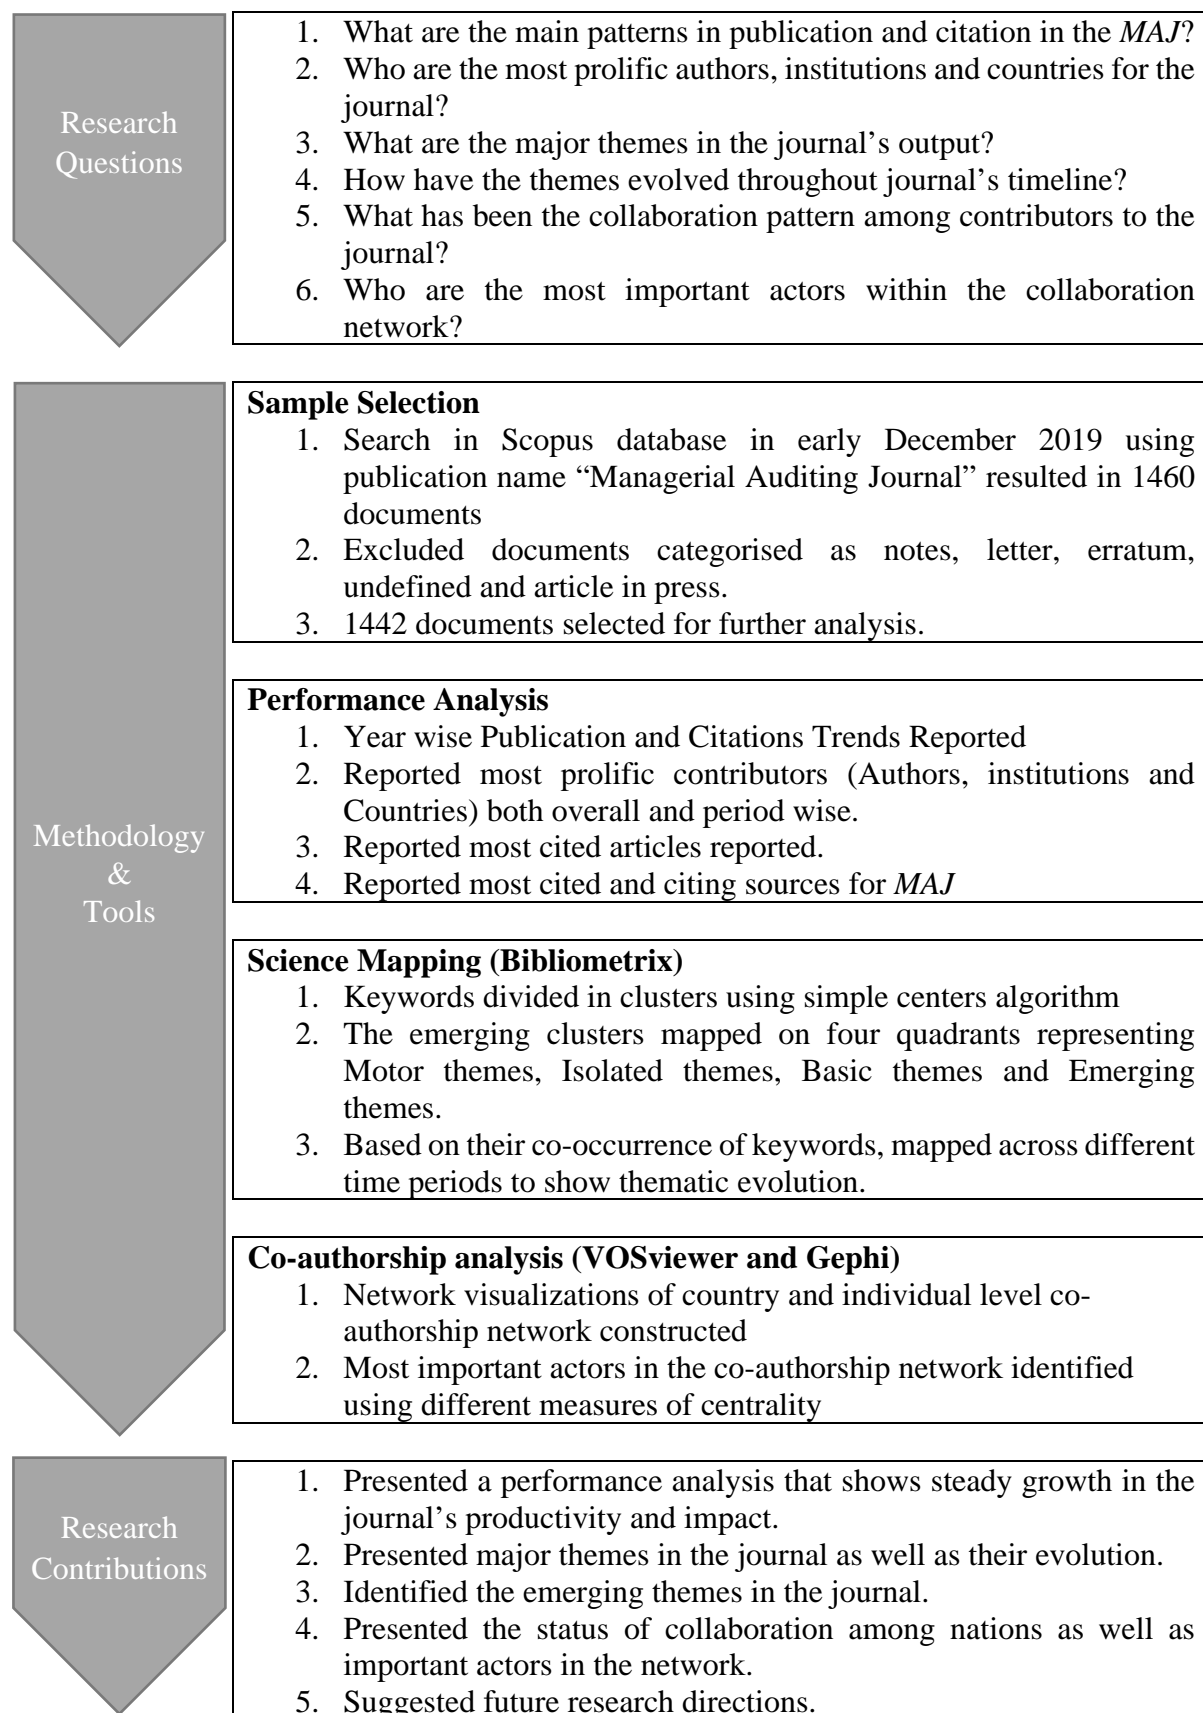 Research
Questions
1. What are the main patterns in publication and citation in the MAJ?
2. Who are the most prolific authors, institutions and countries for the
journal?
3. What are the major themes in the journal’s output?
4. How have the themes evolved throughout journal’s timeline?
5. What has been the collaboration pattern among contributors to the
journal?
6. Who are the most important actors within the collaboration
network?
Methodology
&
Tools
Sample Selection
1. Search in Scopus database in early December 2019 using
publication name “Managerial Auditing Journal” resulted in 1460
documents
2. Excluded documents categorised as notes, letter, erratum,
undefined and article in press.
3. 1442 documents selected for further analysis.
Performance Analysis
1. Year wise Publication and Citations Trends Reported
2. Reported most prolific contributors (Authors, institutions and
Countries) both overall and period wise.
3. Reported most cited articles reported.
4. Reported most cited and citing sources for MAJ
Science Mapping (Bibliometrix)
1. Keywords divided in clusters using simple centers algorithm
2. The emerging clusters mapped on four quadrants representing
Motor themes, Isolated themes, Basic themes and Emerging
themes.
3. Based on their co-occurrence of keywords, mapped across different
time periods to show thematic evolution.
Co-authorship analysis (VOSviewer and Gephi)
1. Network visualizations of country and individual level co-
authorship network constructed
2. Most important actors in the co-authorship network identified
using different measures of centrality
Research
Contributions
1. Presented a performance analysis that shows steady growth in the
journal’s productivity and impact.
2. Presented major themes in the journal as well as their evolution.
3. Identified the emerging themes in the journal.
4. Presented the status of collaboration among nations as well as
important actors in the network.
5. Suggested future research directions.